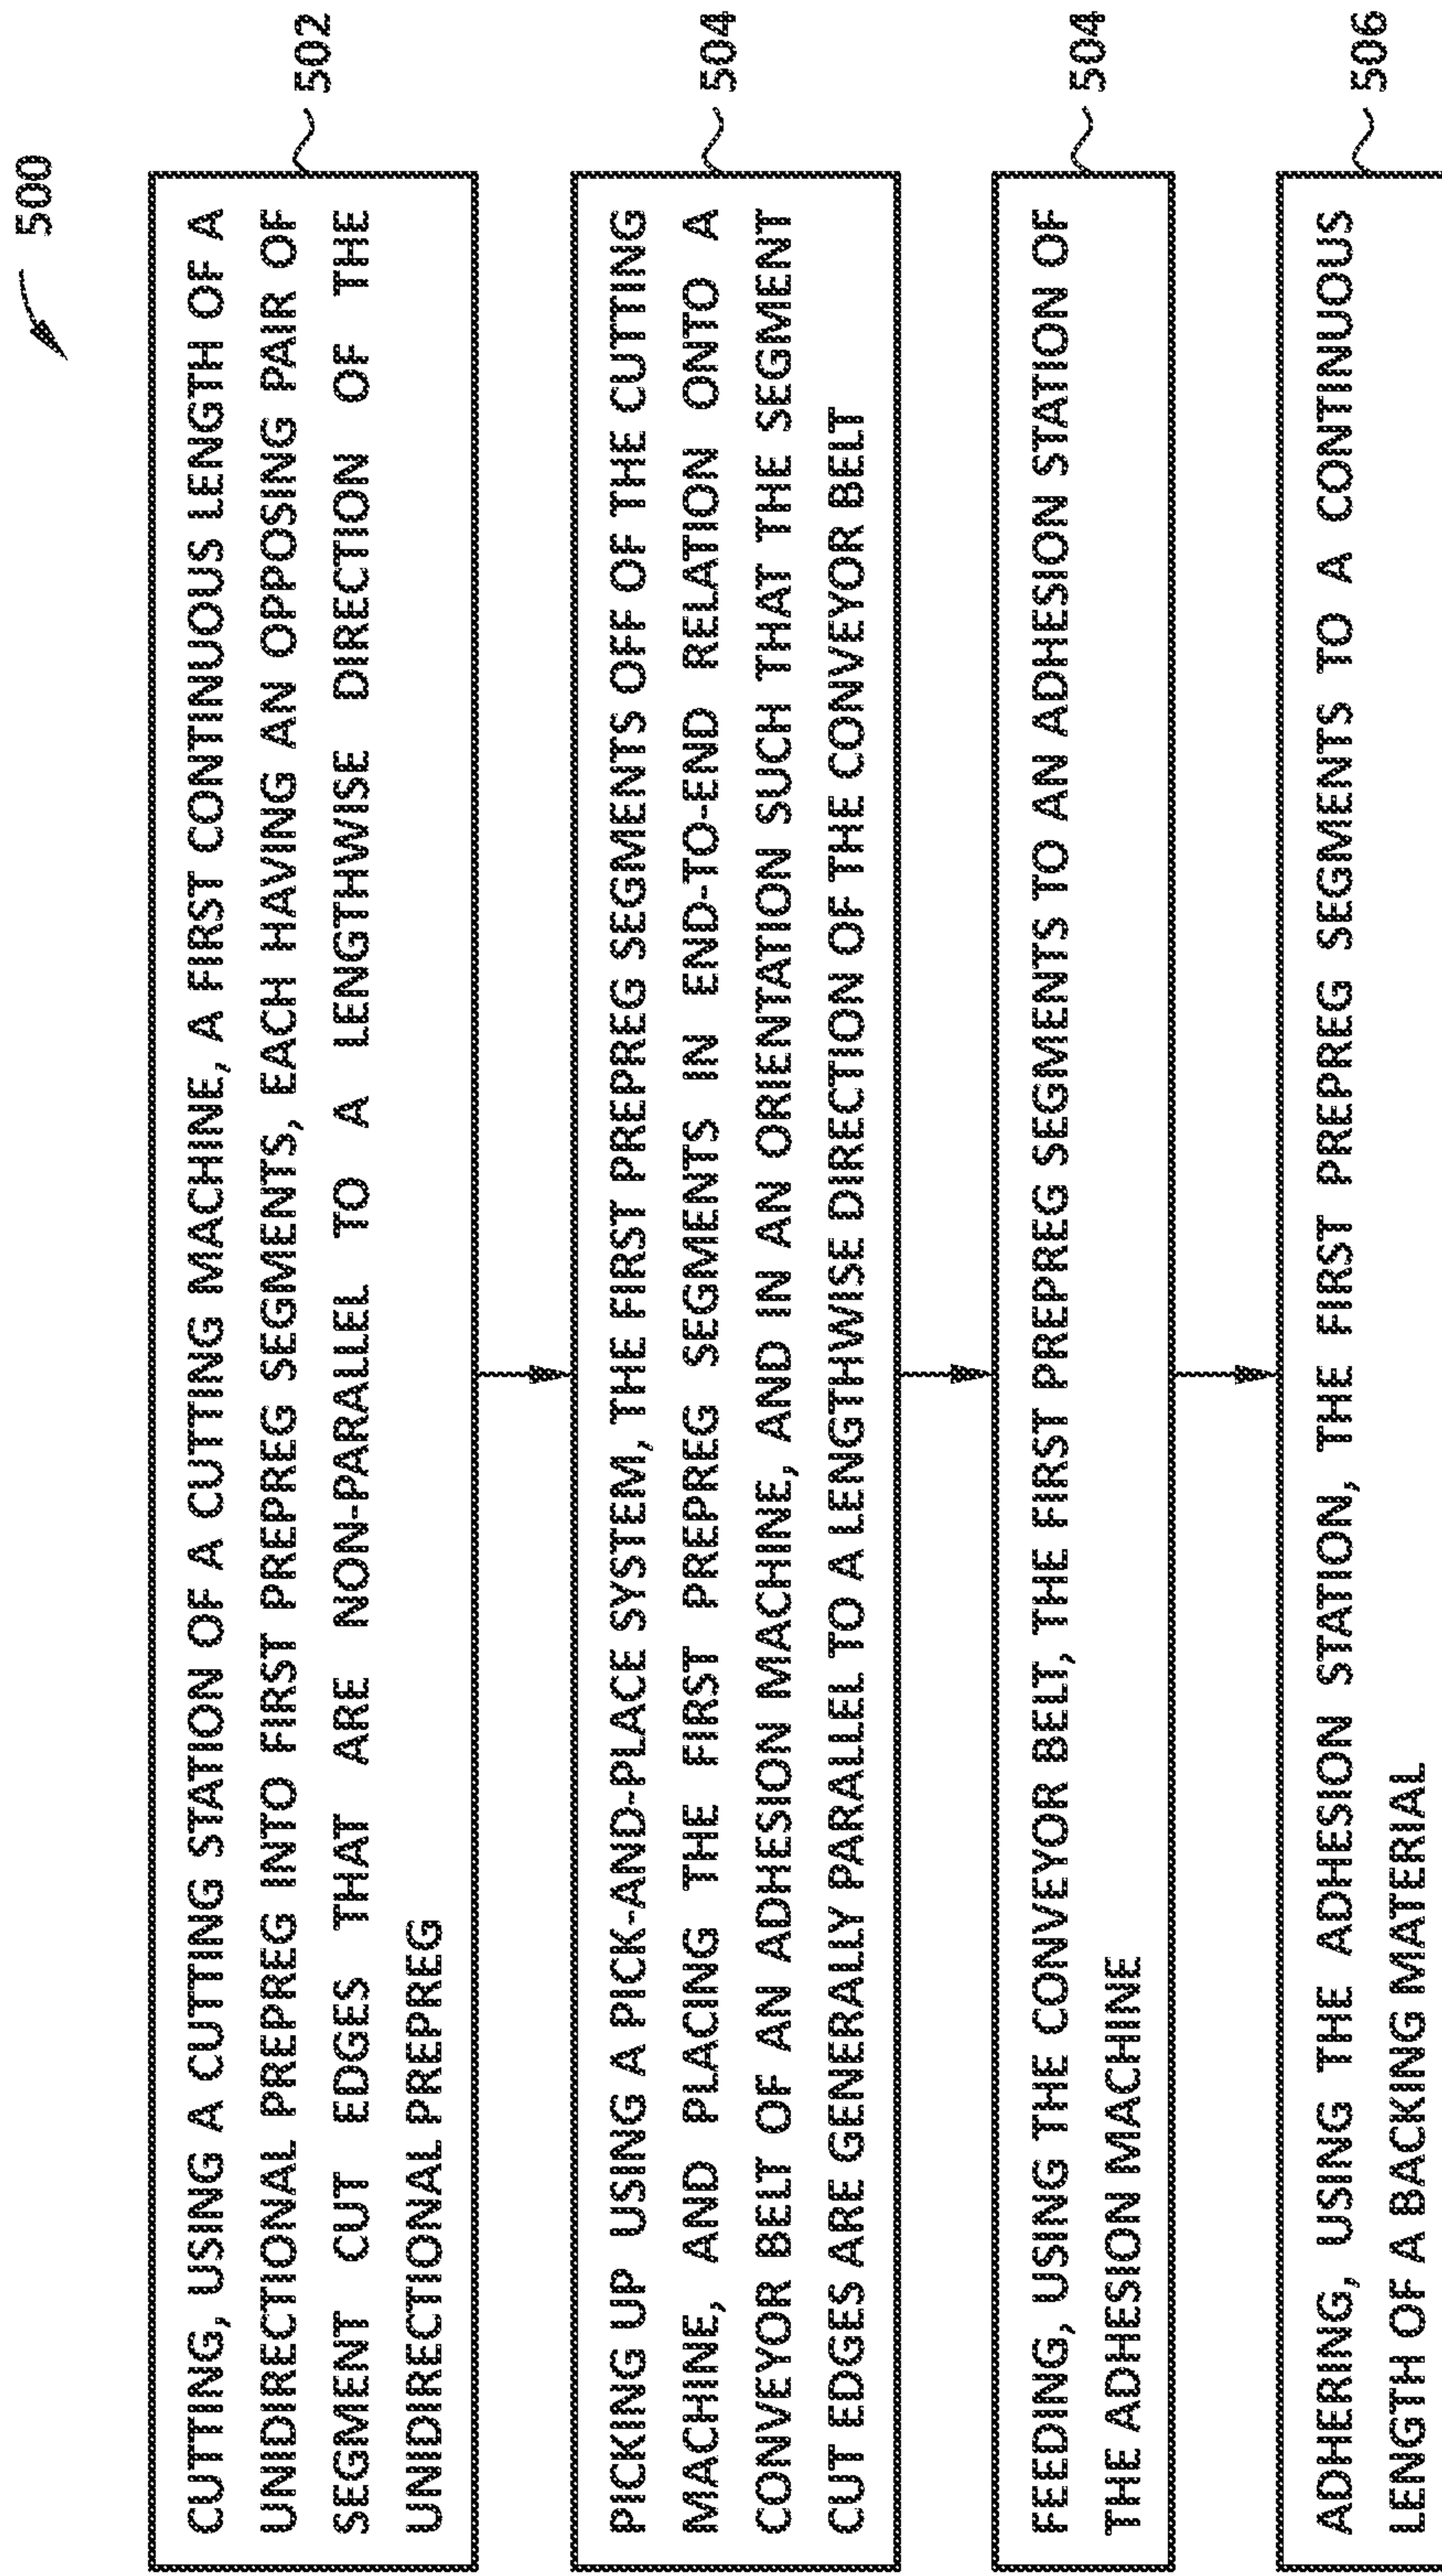 500
CUTTING, USING A CUTTING STATION OF A CUTTING MACHINE, A FIRST CONTINUOUS LENGTH OF A
UNIDIRECTIONAL PREPREG INTO FIRST PREPREG SEGMENTS, EACH HAVING AN OPPOSING PAIR OF
SEGMENT CUT EDGES THAT ARE NON-PARALLEL TO A LENGTHWISE DIRECTION OF THE
UNIDIRECTIONAL PREPREG
502
PICKING UP USING A PICK-AND-PLACE SYSTEM, THE FIRST PREPREG SEGMENTS OFF OF THE CUTTING
MACHINE, AND PLACING THE FIRST PREPREG SEGMENTS IN END-TO-END RELATION ONTO A
CONVEYOR BELT OF AN ADHESION MACHINE, AND IN AN ORIENTATION SUCH THAT THE SEGMENT
CUT EDGES ARE GENERALLY PARALLEL TO A LENGTHWISE DIRECTION OF THE CONVEYOR BELT
504
FEEDING, USING THE CONVEYOR BELT, THE FIRST PREPREG SEGMENTS TO AN ADHESION STATION OF
THE ADHESION MACHINE
504
ADHERING, USING THE ADHESION STATION, THE FIRST PREPREG SEGMENTS TO A CONTINUOUS
LENGTH OF A BACKING MATERIAL
506